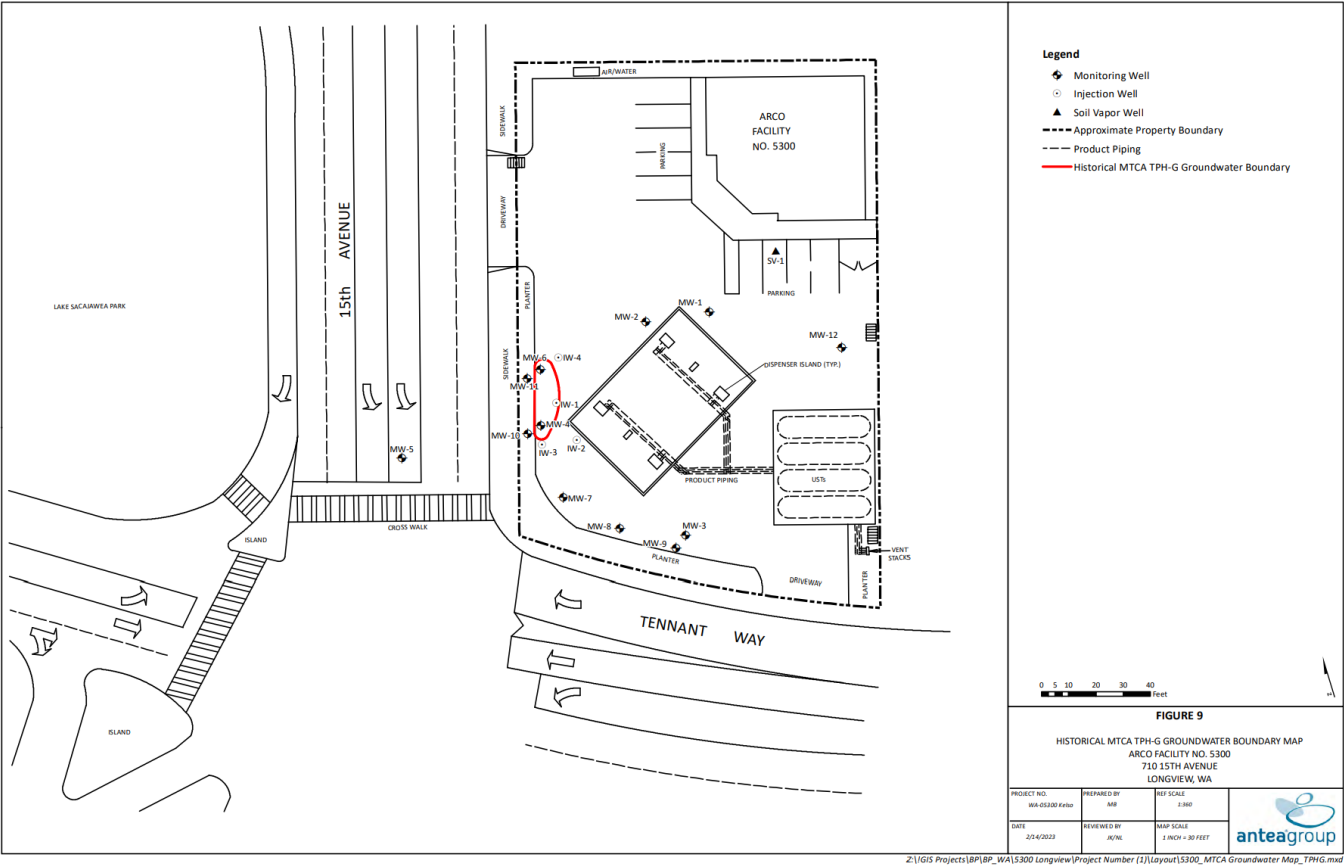 Legend
Monitoring Well
Injection Well
Soil Vapor Well
Approximate Property Boundary
Product Piping
Historical MTCA TPH-G Groundwater Boundary
AIR/WATER
SIDEWALK
PARKING
ARCO
FACILITY
NO. 5300
DRIVEWAY
15th AVENUE
LAKE SACAJAWEA PARK
PLANTER
SV-1
PARKING
MW-1
MW-2
MW-12
SIDEWALK
MW-6
IW-4
MW-11
DISPENSER ISLAND (TYP.)
IW-1
MW-4
MW-10
IW-3
IW-2
MW-5
PRODUCT PIPING
USTs
MW-7
CROSS WALK
MW-8
MW-3
MW-9
ISLAND
PLANTER
VENT
STACKS
DRIVEWAY
PLANTER
TENNANT WAY
ISLAND
0 5 10 20 30 40
Feet
FIGURE 9
HISTORICAL MTCA TPH-G GROUNDWATER BOUNDARY MAP
ARCO FACILITY NO. 5300
710 15TH AVENUE
LONGVIEW, WA
PROJECT NO.
WA-05300 Kelso
PREPARED BY
MB
REF SCALE
1:360
DATE
2/14/2023
REVIEWED BY
JK/NL
MAP SCALE
1 INCH = 30 FEET
anteagroup
Z:\!GIS Projects\BP\BP_WA\5300 Longview\Project Number (1)\Layout\5300_MTCA Groundwater Map_TPHG.mxd